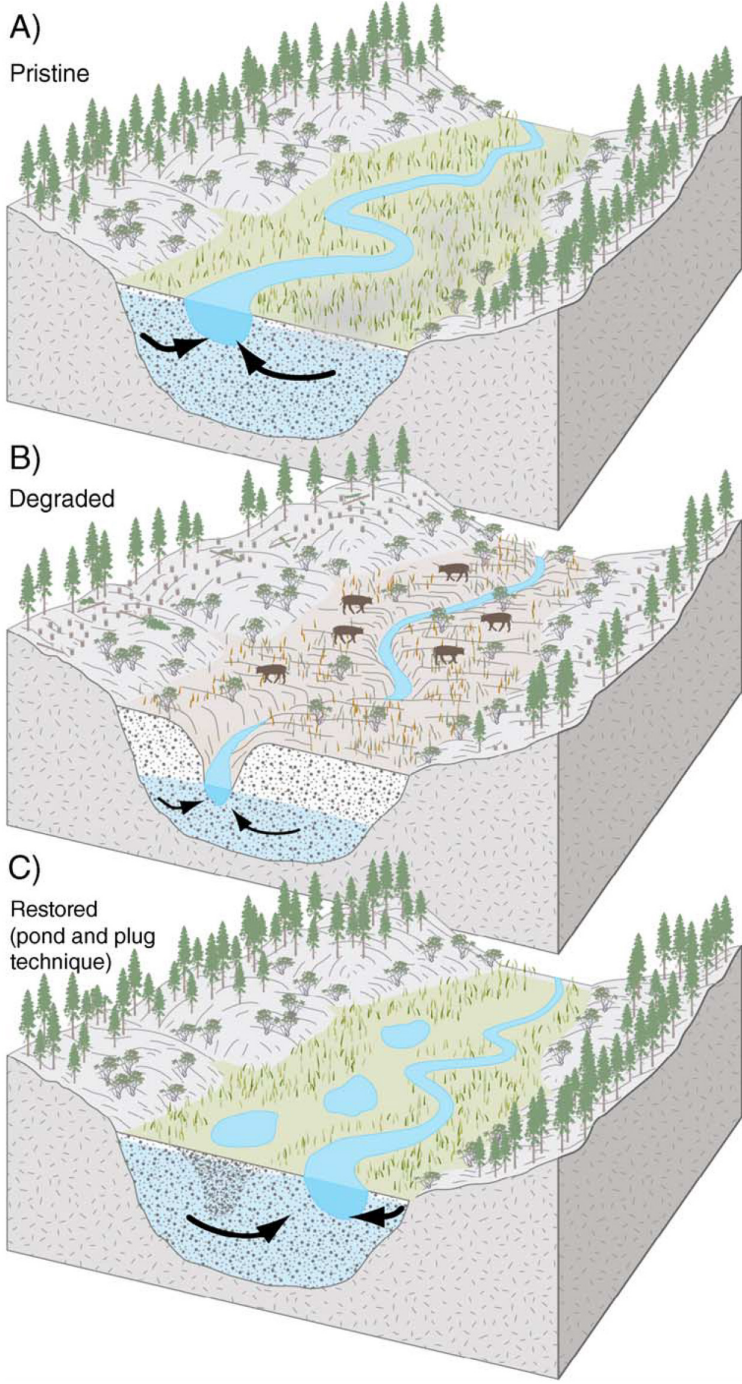 A)
Pristine
B)
Degraded
C)
Restored
(pond and plug
technique)